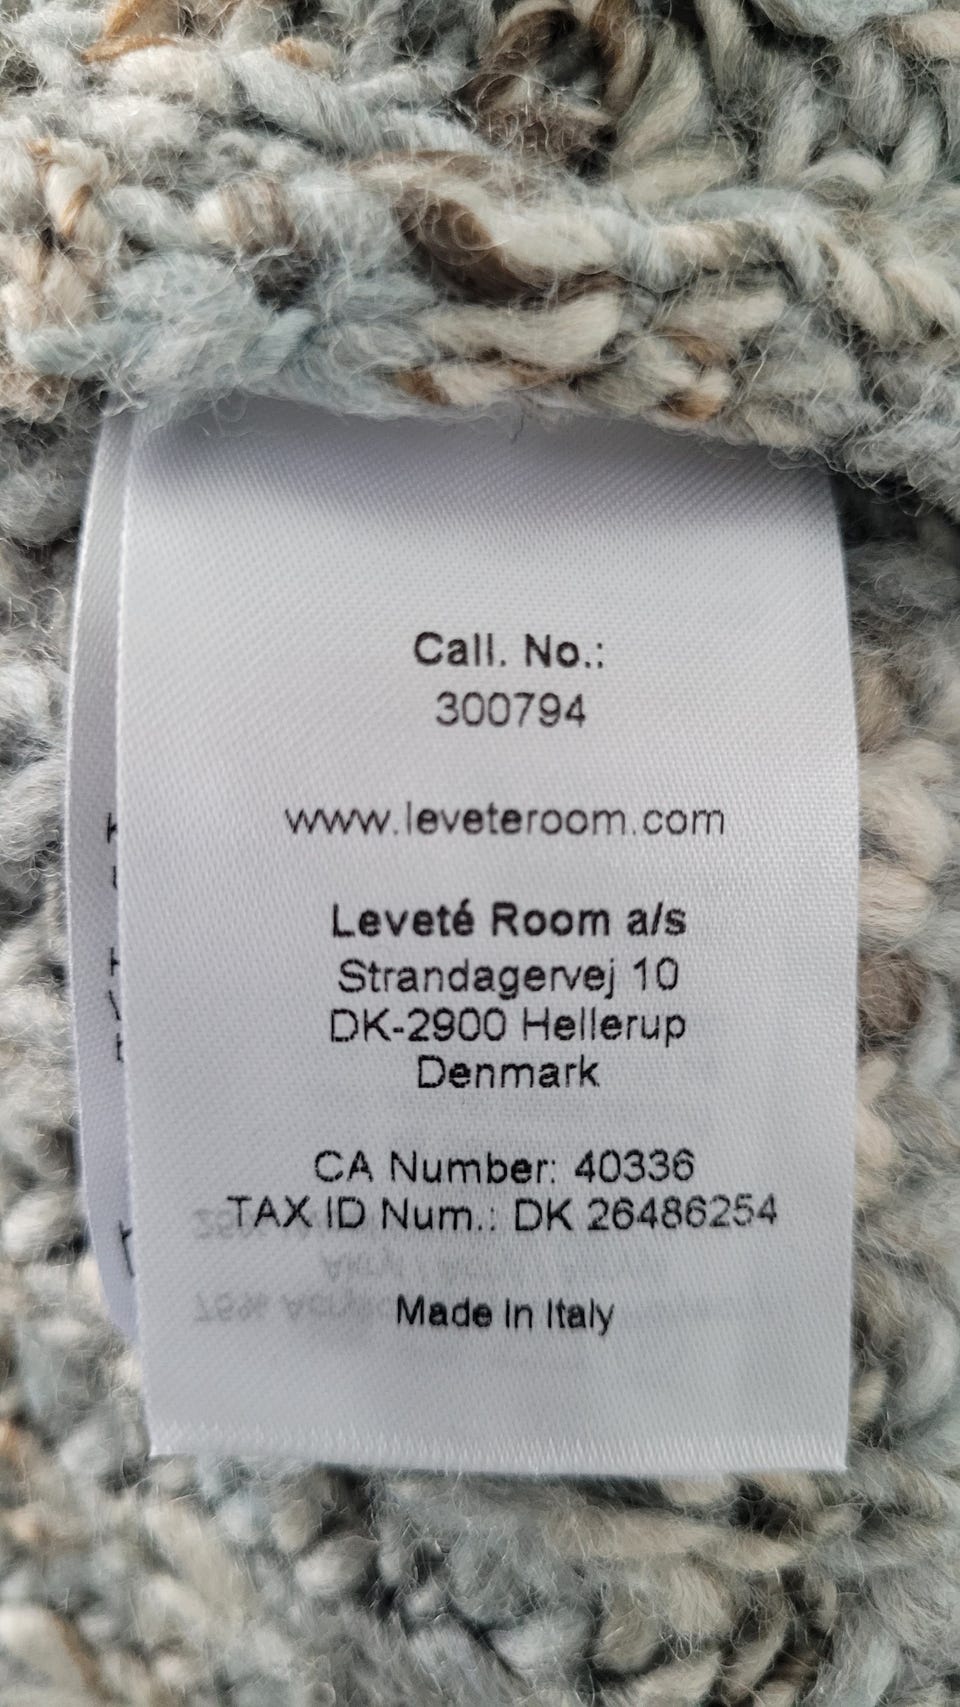 Call. No.:
300794
www.leveteroom.com
Leveté Room a/s
Strandagervej 10
DK-2900 Hellerup
Denmark
CA Number: 40336
TAX ID Num.: DK 26486254
Made in Italy